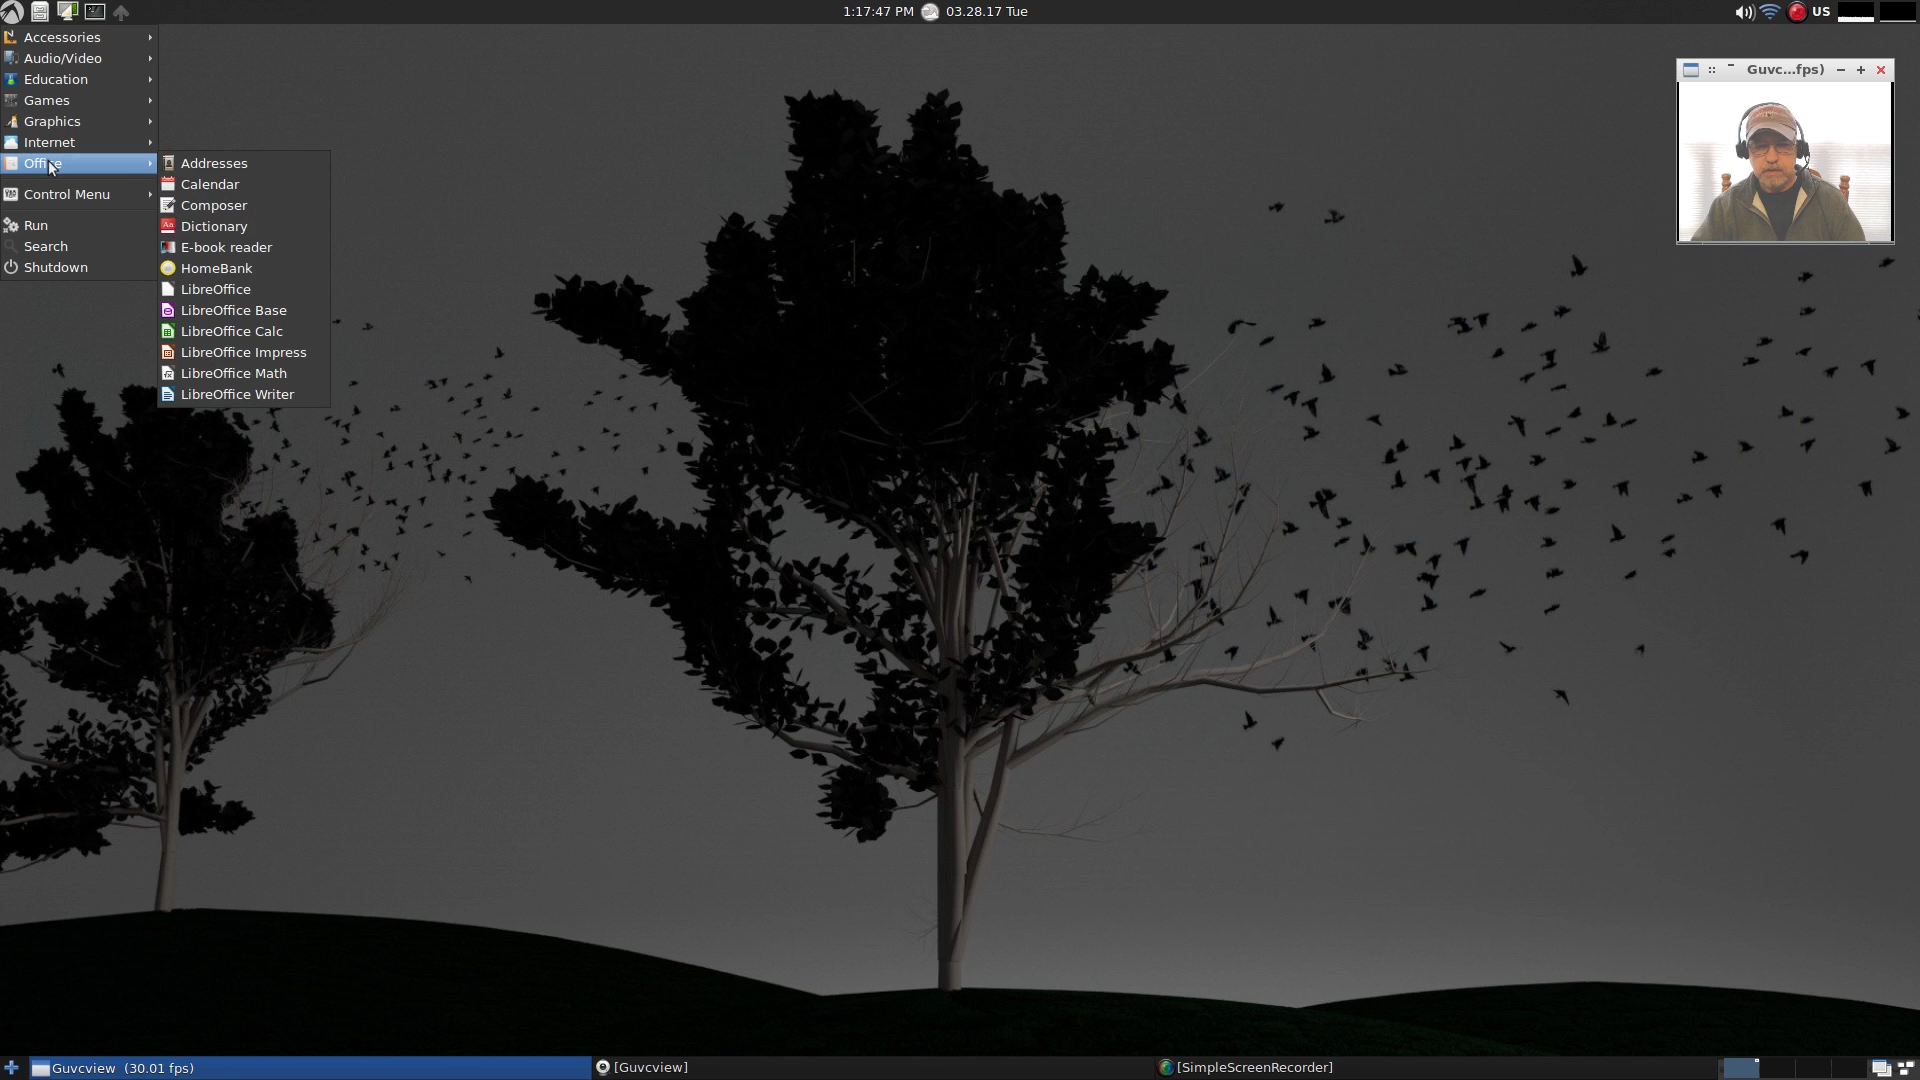 1:17:47 PM 03.28.17 Tue
US
Accessories
Audio/Video
Education
Games
Graphics
Internet
Office
Control Menu
Run
Search
Shutdown
Addresses
Calendar
Composer
Dictionary
E-book reader
HomeBank
LibreOffice
LibreOffice Base
LibreOffice Calc
LibreOffice Impress
LibreOffice Math
LibreOffice Writer
Guvc...fps)
Guvcview (30.01 fps)
[Guvcview]
[SimpleScreenRecorder]